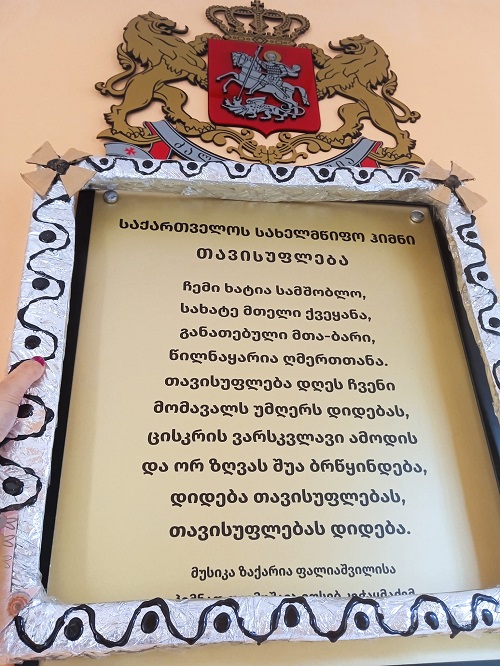 საქართველოს სახელმწიფო ჰიმნი
თავისუფლება
ჩემი ხატია სამშობლო,
სახატე მთელი ქვეყანა,
განათებული მთა-ბარი,
წილნაყარია ღმერთთანა.
თავისუფლება დღეს ჩვენი
მომავალს უმღერს დიდებას,
ცისკრის ვარსკვლავი ამოდის
და ორ ზღვას შუა ბრწყინდება,
დიდება თავისუფლებას,
თავისუფლებას დიდება.
მუსიკა ზაქარია ფალიაშვილისა